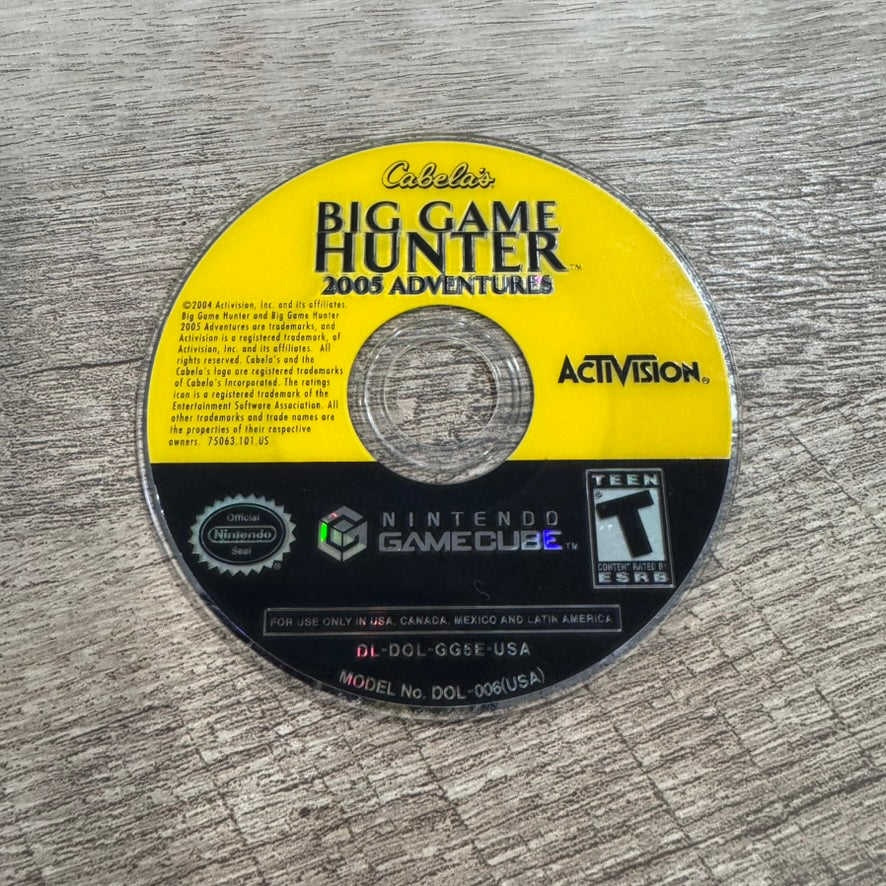 Cabela's
BIG GAME
HUNTER™
2005 ADVENTURES
©2004 Activision, Inc. and its affiliates.
Big Game Hunter and Big Game Hunter
2005 Adventures are trademarks, and
Activision is a registered trademark, of
Activision, Inc. and its affiliates. All
rights reserved. Cabela's and the
Cabela's logo are registered trademarks
of Cabela's Incorporated. The ratings
icon is a registered trademark of the
Entertainment Software Association. All
other trademarks and trade names are
the properties of their respective
owners. 75063.101.US
ACTIVISION®
Official
Nintendo
Seal
®
NINTENDO
GAMECUBE™
TEEN
T
®
CONTENT RATED BY
ESRB
FOR USE ONLY IN USA, CANADA, MEXICO AND LATIN AMERICA
DL-DOL-GG5E-USA
MODEL No. DOL-006(USA)